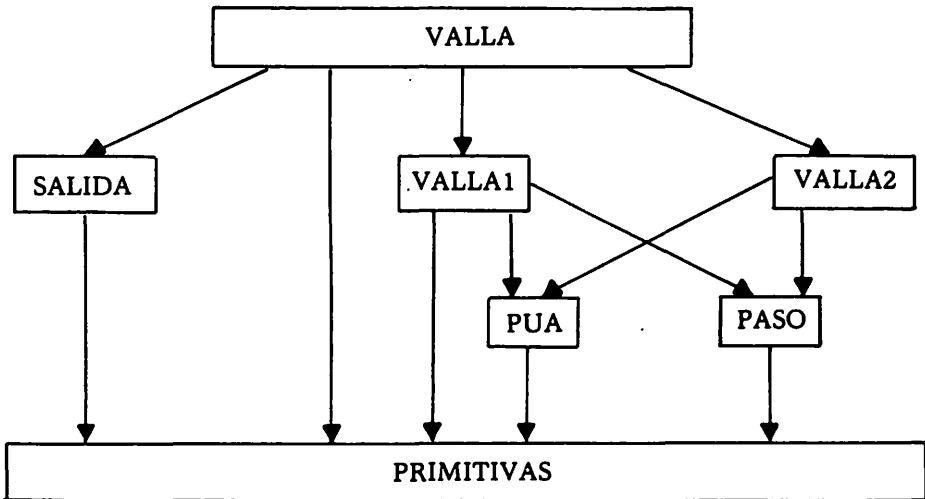 VALLA
SALIDA
VALLA1
VALLA2
PUA
PASO
PRIMITIVAS